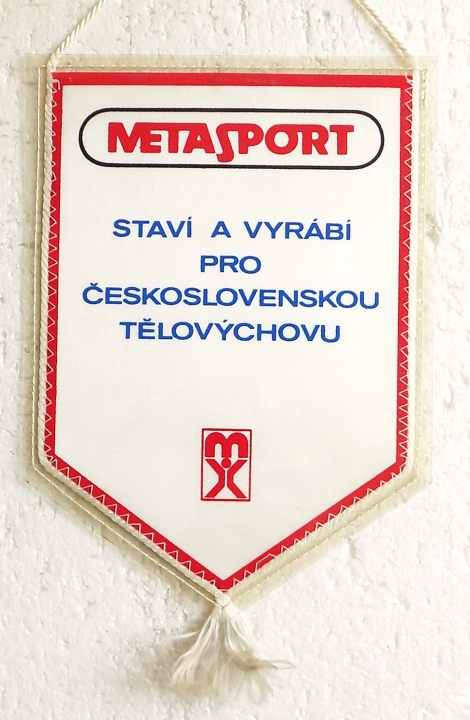 METASPORT
STAVÍ A VYRÁBÍ
PRO
ČESKOSLOVENSKOU
TĚLOVÝCHOVU